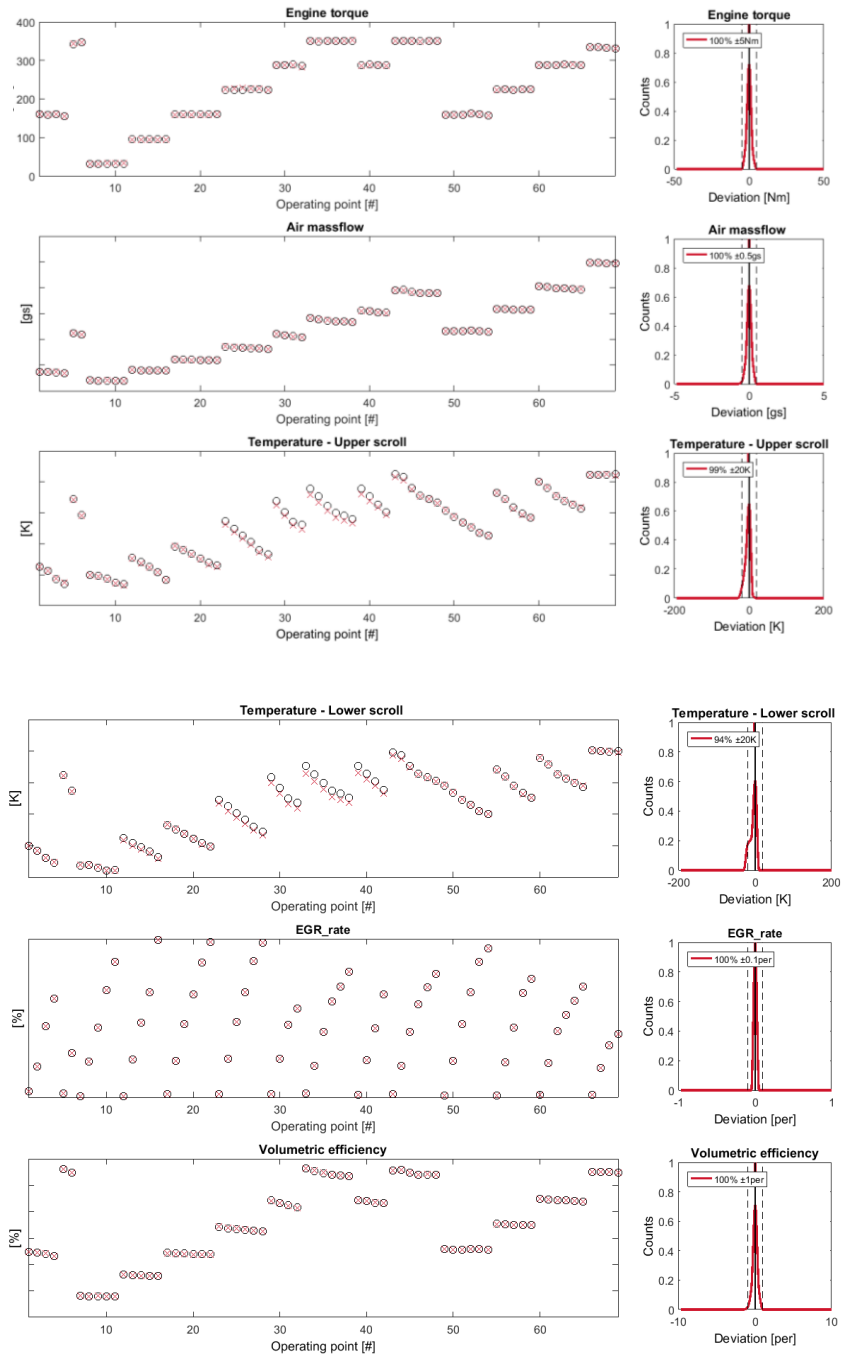 Engine torque
400
300
200
100
0
10 20 30 40 50 60
Operating point [#]
Engine torque
1
0.8
0.6
0.4
0.2
0
Counts
100% ±5Nm
-50 0 50
Deviation [Nm]
Air massflow
[gs]
10 20 30 40 50 60
Operating point [#]
Air massflow
1
0.8
0.6
0.4
0.2
0
Counts
100% ±0.5gs
-5 0 5
Deviation [gs]
Temperature - Upper scroll
[K]
10 20 30 40 50 60
Operating point [#]
Temperature - Upper scroll
1
0.8
0.6
0.4
0.2
0
Counts
99% ±20K
-200 0 200
Deviation [K]
Temperature - Lower scroll
[K]
10 20 30 40 50 60
Operating point [#]
Temperature - Lower scroll
1
0.8
0.6
0.4
0.2
0
Counts
94% ±20K
-200 0 200
Deviation [K]
EGR_rate
[%]
10 20 30 40 50 60
Operating point [#]
EGR_rate
1
0.8
0.6
0.4
0.2
0
Counts
100% ±0.1per
-1 0 1
Deviation [per]
Volumetric efficiency
[%]
10 20 30 40 50 60
Operating point [#]
Volumetric efficiency
1
0.8
0.6
0.4
0.2
0
Counts
100% ±1per
-10 0 10
Deviation [per]